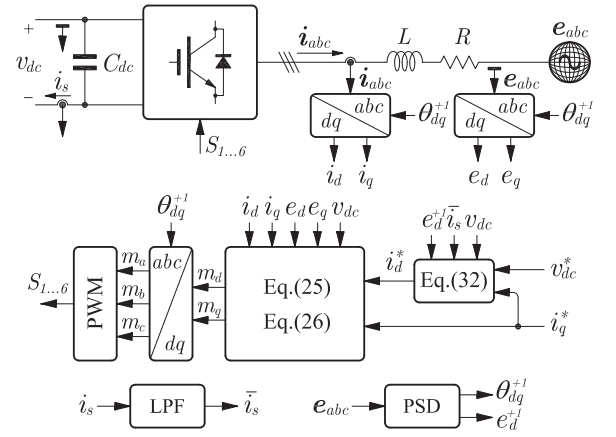 + v_dc −
C_dc
i_s
S_1...6
i_abc
L
R
e_abc
i_abc
e_abc
abc dq
θ_dq^+1
abc dq
θ_dq^+1
i_d i_q
e_d e_q
θ_dq^+1
i_d i_q e_d e_q v_dc
e_d^+1 i̅_s v_dc
S_1...6
PWM
m_a
m_b
m_c
abc dq
m_d
m_q
Eq.(25)
Eq.(26)
i_d^*
Eq.(32)
v_dc^*
i_q^*
i_s LPF i̅_s
e_abc PSD θ_dq^+1
e_d^+1